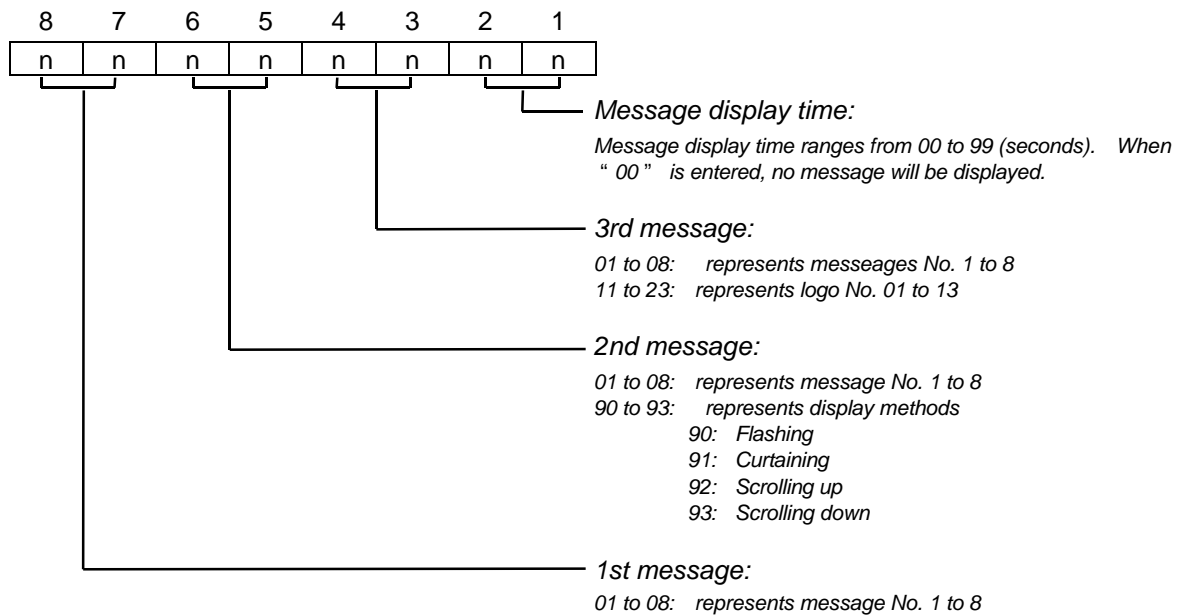 8 7 6 5 4 3 2 1
n n n n n n n n
Message display time:
Message display time ranges from 00 to 99 (seconds). When
“ 00 ” is entered, no message will be displayed.
3rd message:
01 to 08: represents messeages No. 1 to 8
11 to 23: represents logo No. 01 to 13
2nd message:
01 to 08: represents message No. 1 to 8
90 to 93: represents display methods
90: Flashing
91: Curtaining
92: Scrolling up
93: Scrolling down
1st message:
01 to 08: represents message No. 1 to 8